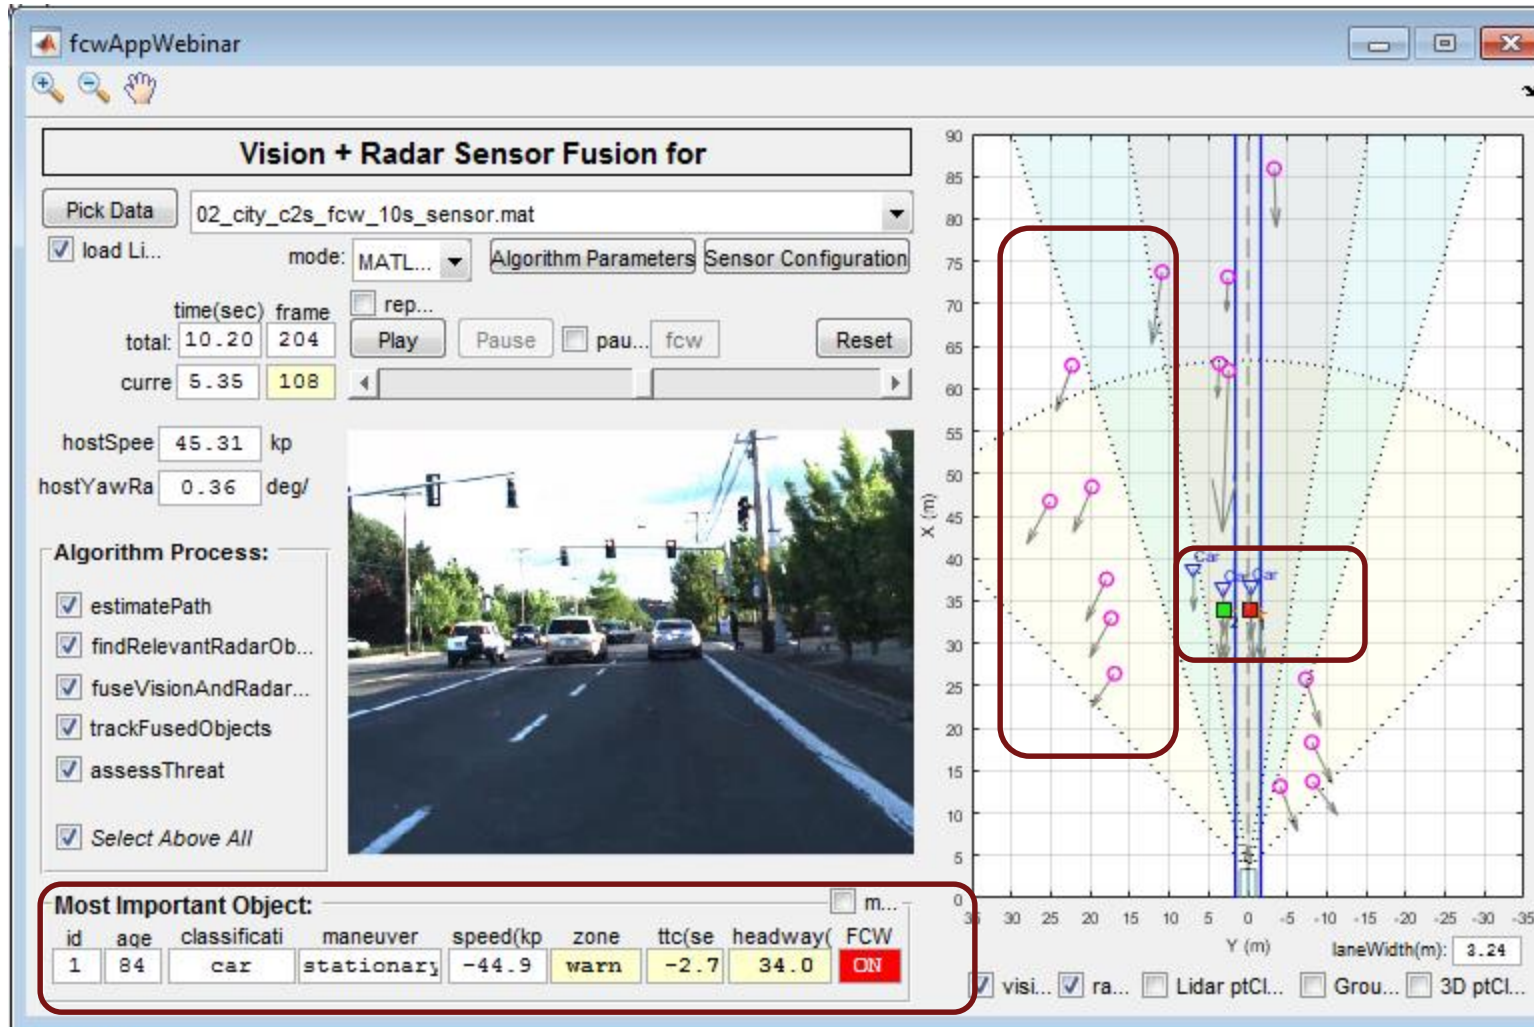 fcwAppWebinar
Vision + Radar Sensor Fusion for
Pick Data
02_city_c2s_fcw_10s_sensor.mat
load Li...
mode:
MATL...
Algorithm Parameters
Sensor Configuration
time(sec)
frame
rep...
total:
10.20
204
Play
Pause
pau...
fcw
Reset
curre
5.35
108
hostSpee
45.31
kp
hostYawRa
0.36
deg/
Algorithm Process:
estimatePath
findRelevantRadarOb...
fuseVisionAndRadar...
trackFusedObjects
assessThreat
Select Above All
Most Important Object:
m...
id age classificati maneuver speed(kp zone ttc(se headway( FCW
1 84 car stationary -44.9 warn -2.7 34.0 ON
90
85
80
75
70
65
60
55
50
45
40
35
30
25
20
15
10
5
0
X (m)
Car
Car
2
35 30 25 20 15 10 5 0 -5 -10 -15 -20 -25 -30 -35
Y (m)
laneWidth(m):
3.24
visi...
ra...
Lidar ptCl...
Grou...
3D ptCl...